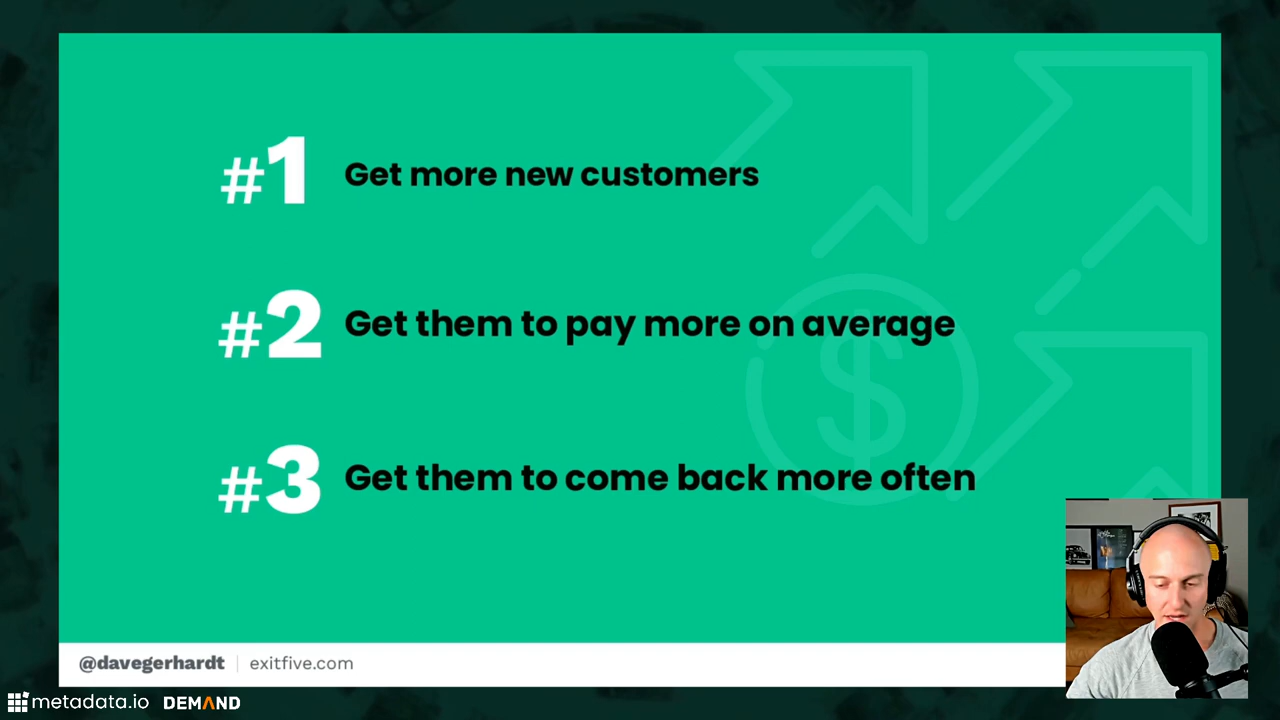 #1 Get more new customers
#2 Get them to pay more on average
#3 Get them to come back more often
@davegerhardt | exitfive.com
metadata.io DEMAND